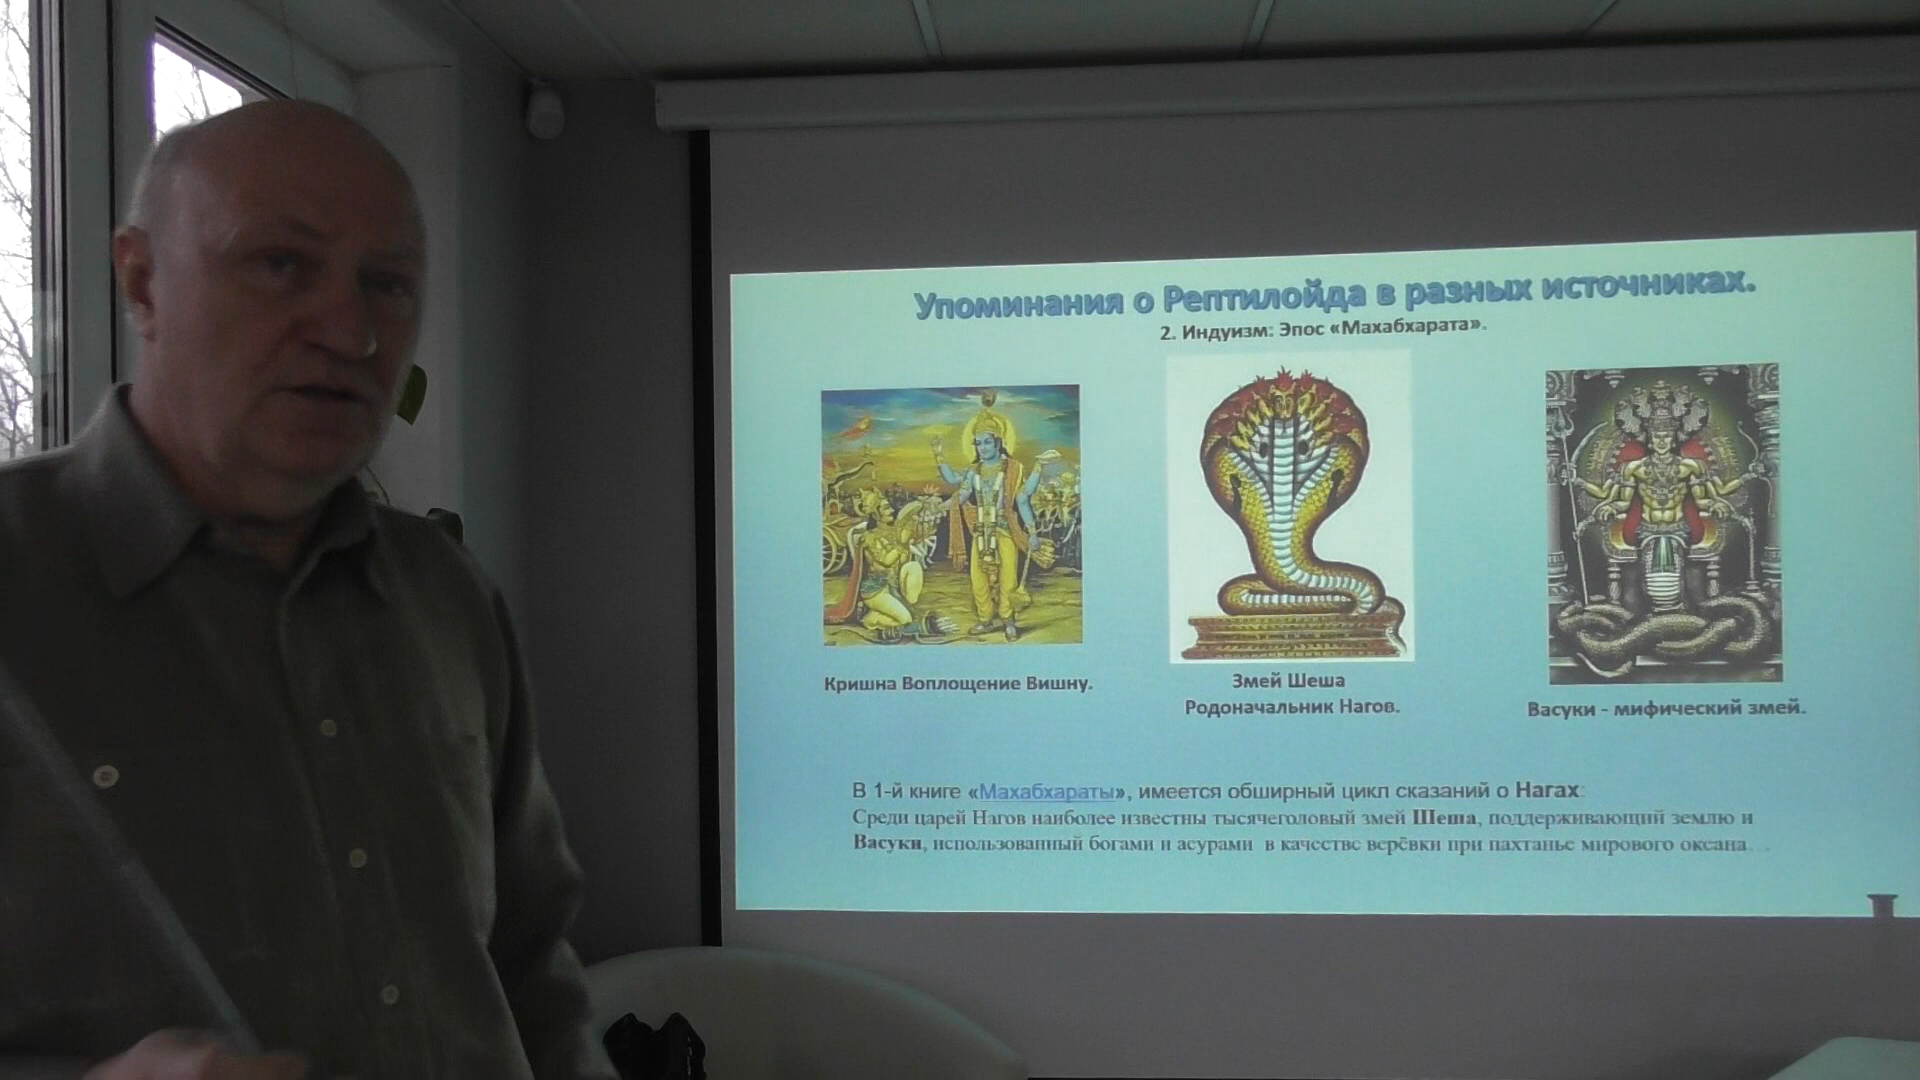 Упоминания о Рептилойда в разных источниках.
2. Индуизм: Эпос «Махабхарата».
Кришна Воплощение Вишну.
Змей Шеша
Родоначальник Нагов.
Васуки - мифический змей.
В 1-й книге «Махабхараты», имеется обширный цикл сказаний о Нагах:
Среди царей Нагов наиболее известны тысячеголовый змей Шеша, поддерживающий землю и
Васуки, использованный богами и асурами в качестве верёвки при пахтанье мирового океана...